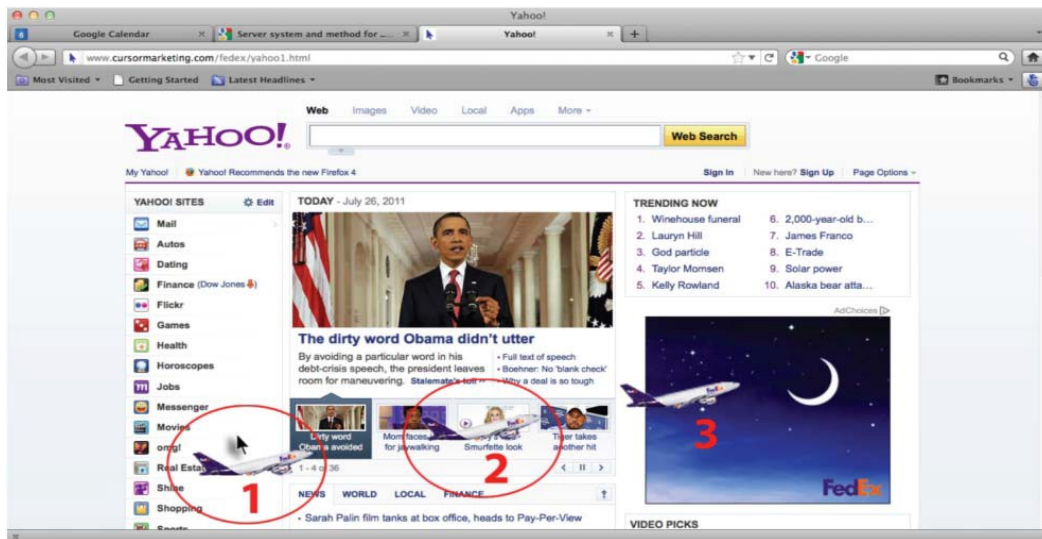 Yahoo!
Google Calendar
Server system and method for ...
Yahoo!
www.cursormarketing.com/fedex/yahoo1.html
Google
Most Visited
Getting Started
Latest Headlines
Bookmarks
Web Images Video Local Apps More
YAHOO!
Web Search
My Yahoo! Yahoo! Recommends the new Firefox 4
Sign In New here? Sign Up Page Options
YAHOO! SITES Edit
Mail
Autos
Dating
Finance (Dow Jones)
Flickr
Games
Health
Horoscopes
Jobs
Messenger
Movies
omg!
Real Estate
Shine
Shopping
Sports
TODAY - July 26, 2011
The dirty word Obama didn't utter
By avoiding a particular word in his
debt-crisis speech, the president leaves
room for maneuvering. Stalemate's toll »
• Full text of speech
• Boehner: No 'blank check'
• Why a deal is so tough
Dirty word
Obama avoided
Mom faces
for jaywalking
Smurfette look
Tiger takes
another hit
1 - 4 of 36
NEWS WORLD LOCAL FINANCE
• Sarah Palin film tanks at box office, heads to Pay-Per-View
TRENDING NOW
1. Winehouse funeral
2. Lauryn Hill
3. God particle
4. Taylor Momsen
5. Kelly Rowland
6. 2,000-year-old b...
7. James Franco
8. E-Trade
9. Solar power
10. Alaska bear atta...
AdChoices
FedEx
FedEx
VIDEO PICKS
1
2
3